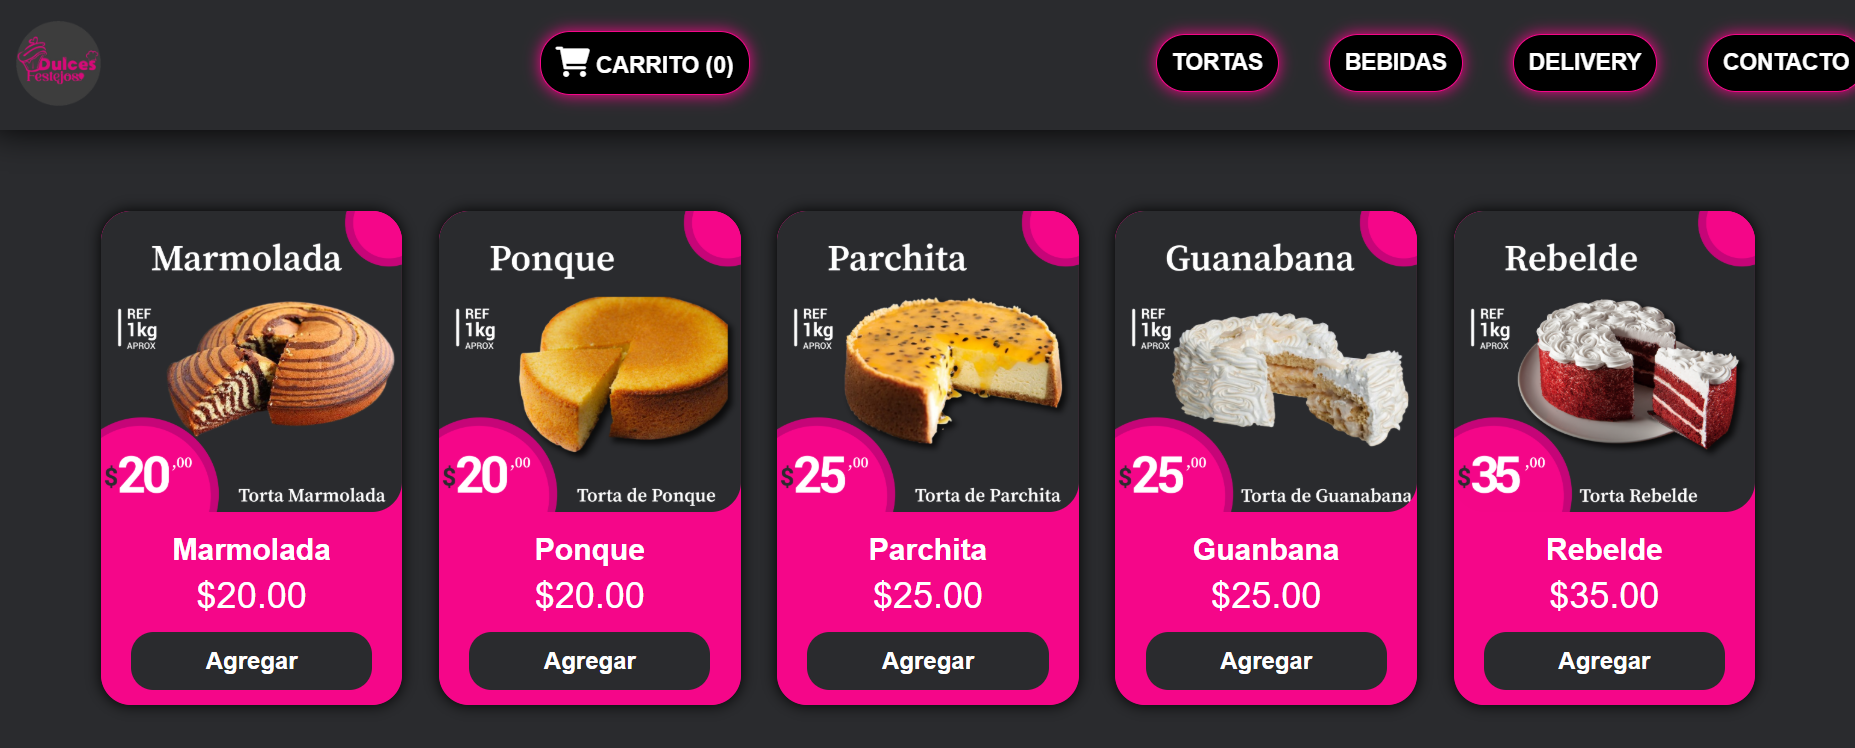 Dulces
Festejos
CARRITO (0)
TORTAS
BEBIDAS
DELIVERY
CONTACTO
Marmolada
REF
1kg
APROX
$20,00
Torta Marmolada
Marmolada
$20.00
Agregar
Ponque
REF
1kg
APROX
$20,00
Torta de Ponque
Ponque
$20.00
Agregar
Parchita
REF
1kg
APROX
$25,00
Torta de Parchita
Parchita
$25.00
Agregar
Guanabana
REF
1kg
APROX
$25,00
Torta de Guanabana
Guanbana
$25.00
Agregar
Rebelde
REF
1kg
APROX
$35,00
Torta Rebelde
Rebelde
$35.00
Agregar